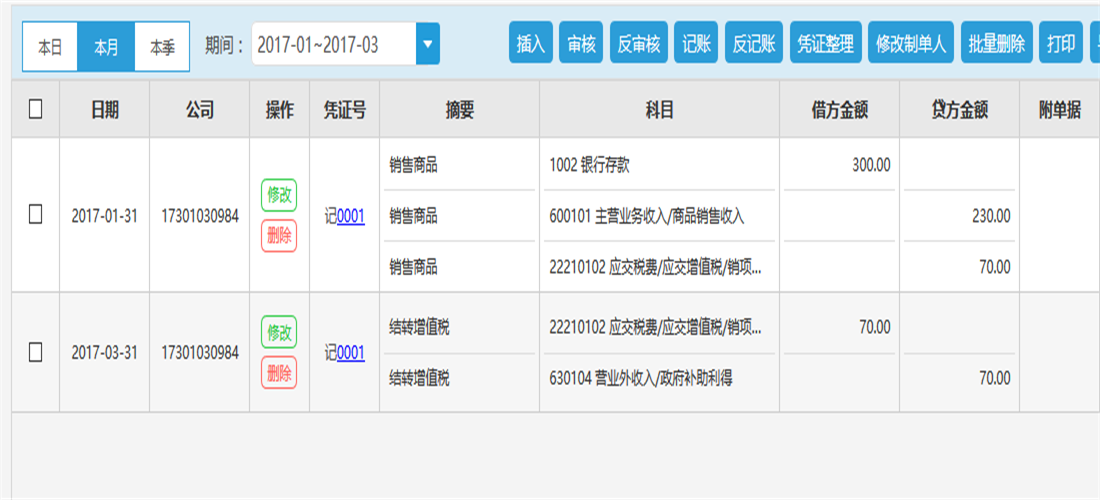 本日 本月 本季 期间： 2017-01~2017-03 插入 审核 反审核 记账 反记账 凭证整理 修改制单人 批量删除 打印
日期 公司 操作 凭证号 摘要 科目 借方金额 贷方金额 附单据
销售商品 1002 银行存款 300.00
修改
2017-01-31 17301030984 记0001 销售商品 600101 主营业务收入/商品销售收入 230.00
删除
销售商品 22210102 应交税费/应交增值税/销项... 70.00
结转增值税 22210102 应交税费/应交增值税/销项... 70.00
修改
2017-03-31 17301030984 记0001
删除
结转增值税 630104 营业外收入/政府补助利得 70.00